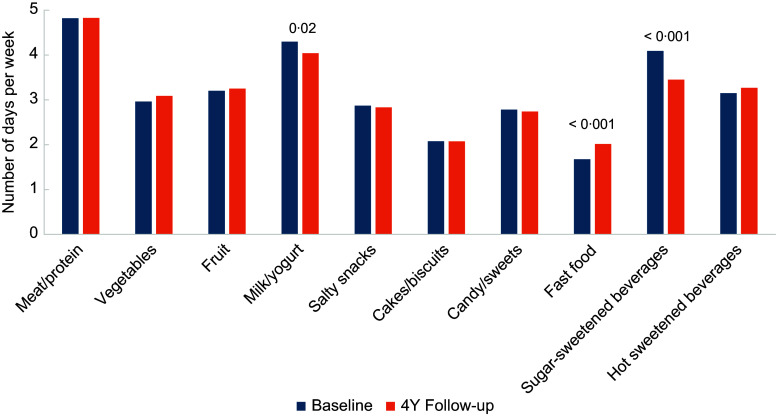 Number of days per week
5
4
3
2
1
0
0·02
< 0·001
< 0·001
Meat/protein
Vegetables
Fruit
Milk/yogurt
Salty snacks
Cakes/biscuits
Candy/sweets
Fast food
Sugar-sweetened beverages
Hot sweetened beverages
Baseline
4Y Follow-up